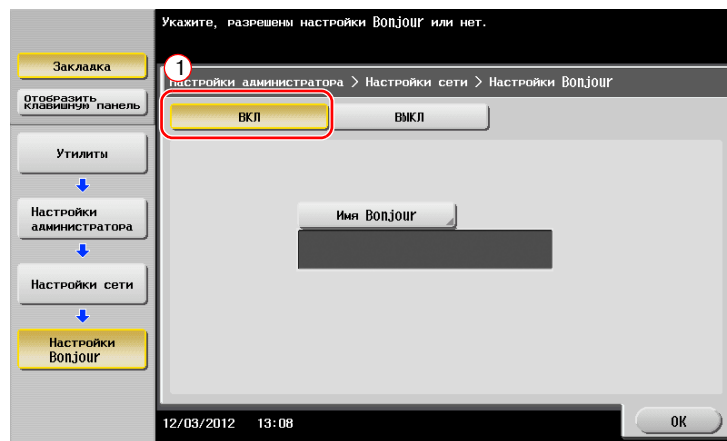 Укажите, разрешены настройки Bonjour или нет.
Закладка
1
Настройки администратора > Настройки сети > Настройки Bonjour
Отобразить
клавишную панель
ВКЛ
ВЫКЛ
Утилиты
Настройки
администратора
Имя Bonjour
Настройки сети
Настройки
Bonjour
12/03/2012 13:08
OK